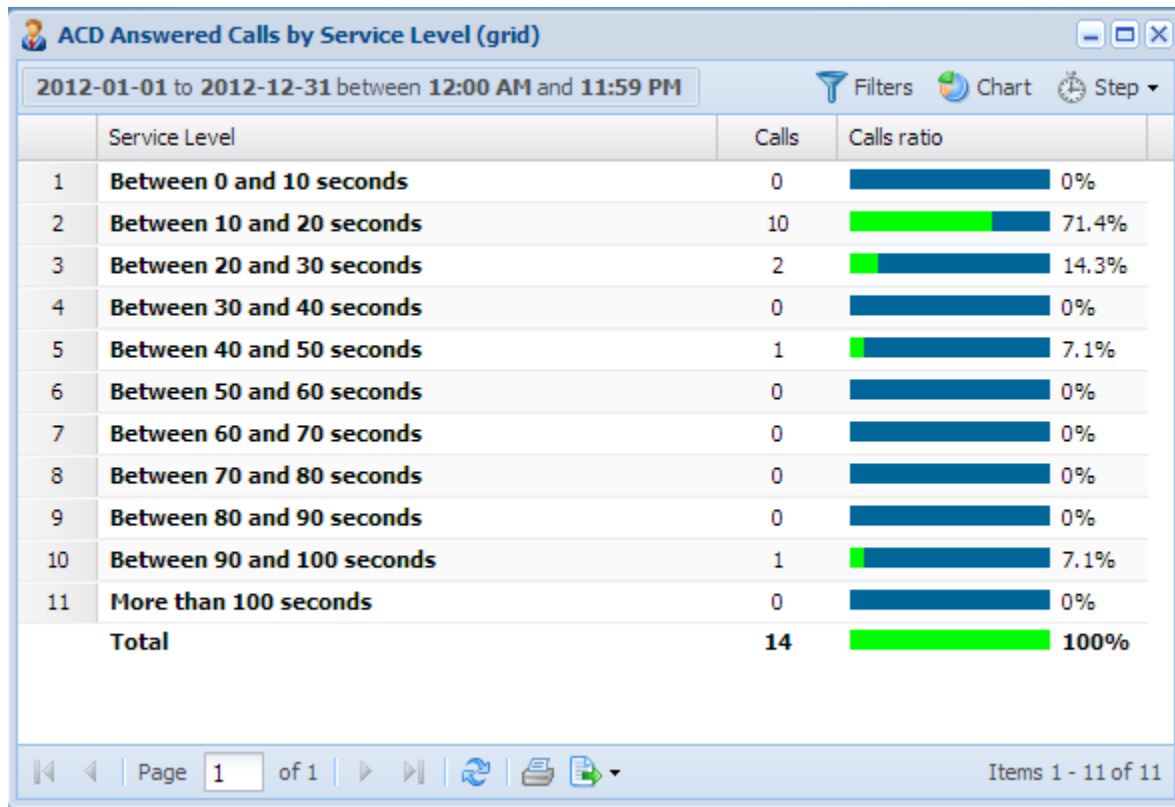 ACD Answered Calls by Service Level (grid)
2012-01-01 to 2012-12-31 between 12:00 AM and 11:59 PM Filters Chart Step
Service Level Calls Calls ratio
1 Between 0 and 10 seconds 0 0%
2 Between 10 and 20 seconds 10 71.4%
3 Between 20 and 30 seconds 2 14.3%
4 Between 30 and 40 seconds 0 0%
5 Between 40 and 50 seconds 1 7.1%
6 Between 50 and 60 seconds 0 0%
7 Between 60 and 70 seconds 0 0%
8 Between 70 and 80 seconds 0 0%
9 Between 80 and 90 seconds 0 0%
10 Between 90 and 100 seconds 1 7.1%
11 More than 100 seconds 0 0%
Total 14 100%
Page 1 of 1 Items 1 - 11 of 11